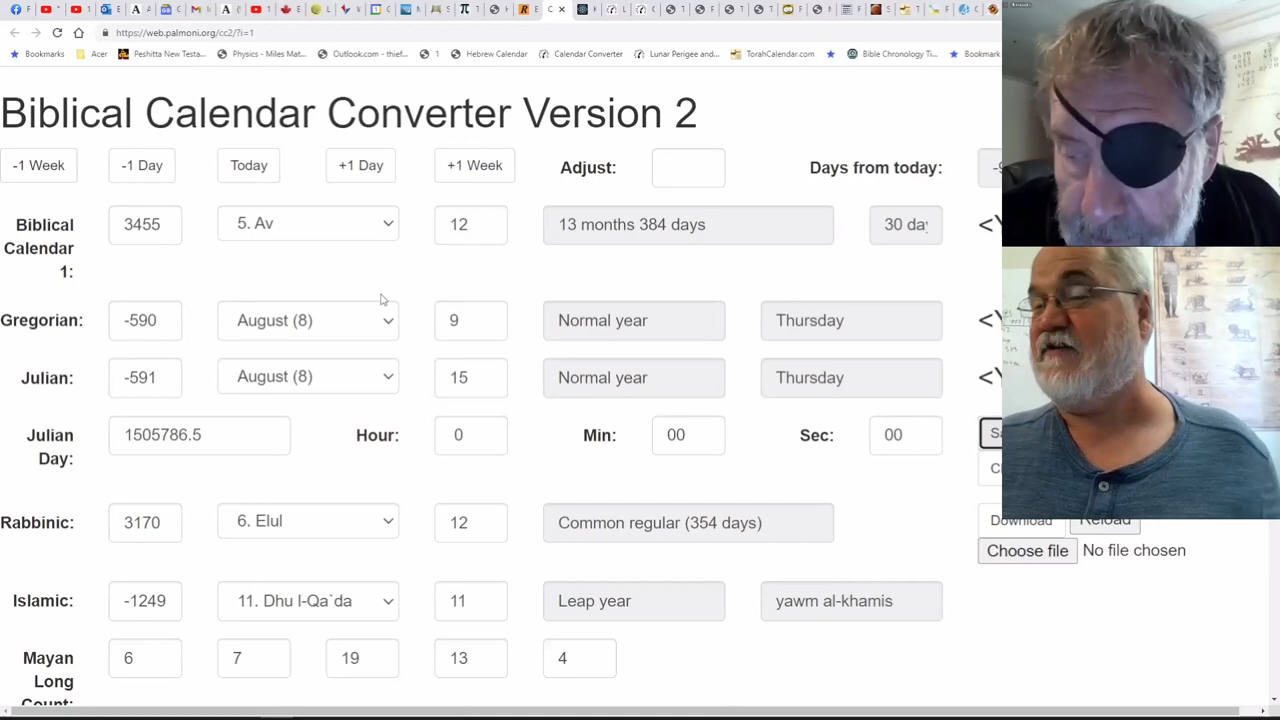 https://web.palmoni.org/cc2/?i=1
Bookmarks Acer Peshitta New Testa... Physics - Miles Mat... Outlook.com - thief... 1 Hebrew Calendar Calendar Converter Lunar Perigee and... TorahCalendar.com Bible Chronology Ti... Bookmark
Biblical Calendar Converter Version 2
-1 Week -1 Day Today +1 Day +1 Week Adjust: Days from today:
Biblical Calendar 1: 3455 5. Av 12 13 months 384 days 30 day
Gregorian: -590 August (8) 9 Normal year Thursday
Julian: -591 August (8) 15 Normal year Thursday
Julian Day: 1505786.5 Hour: 0 Min: 00 Sec: 00
Rabbinic: 3170 6. Elul 12 Common regular (354 days)
Download Reload
Choose file No file chosen
Islamic: -1249 11. Dhu l-Qa`da 11 Leap year yawm al-khamis
Mayan Long Count: 6 7 19 13 4